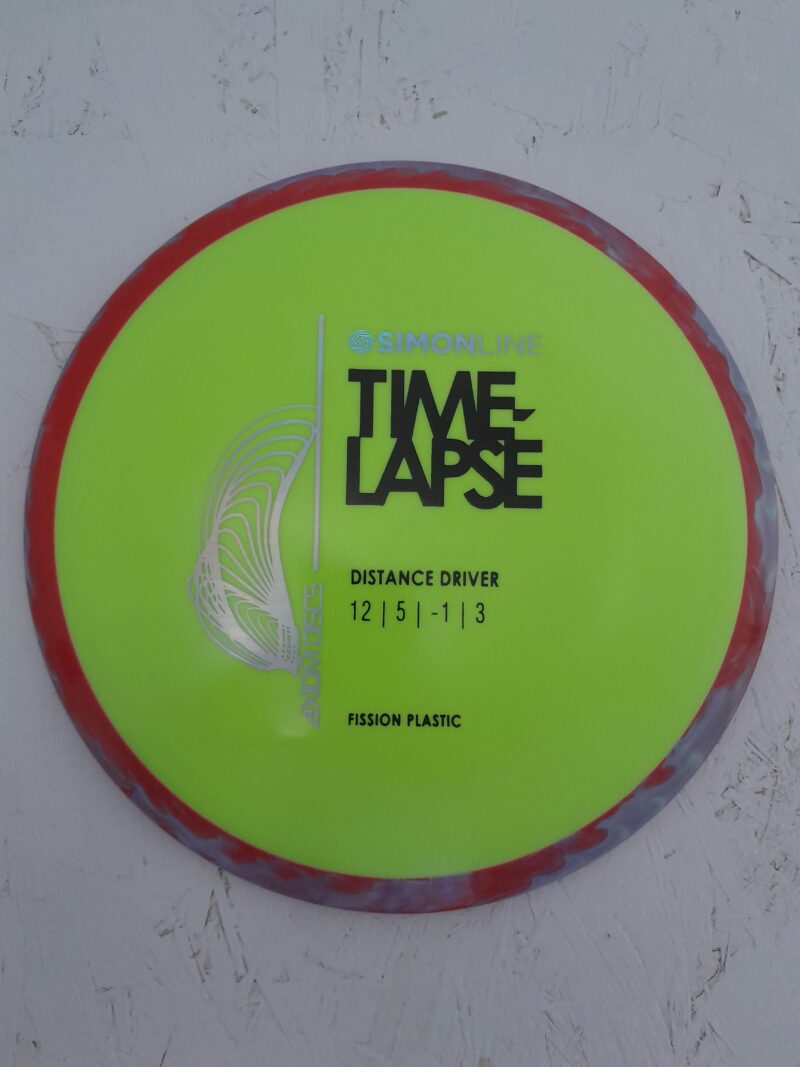 SIMONLINE
TIME-
LAPSE
DISTANCE DRIVER
12 | 5 | -1 | 3
FISSION PLASTIC
AXIOM DISCS